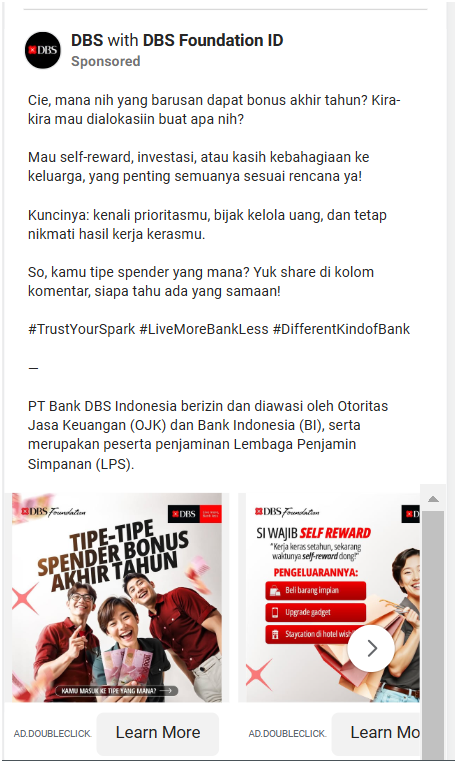 DBS with DBS Foundation ID
Sponsored
Cie, mana nih yang barusan dapat bonus akhir tahun? Kira-
kira mau dialokasiin buat apa nih?
Mau self-reward, investasi, atau kasih kebahagiaan ke
keluarga, yang penting semuanya sesuai rencana ya!
Kuncinya: kenali prioritasmu, bijak kelola uang, dan tetap
nikmati hasil kerja kerasmu.
So, kamu tipe spender yang mana? Yuk share di kolom
komentar, siapa tahu ada yang samaan!
#TrustYourSpark #LiveMoreBankLess #DifferentKindofBank
—
PT Bank DBS Indonesia berizin dan diawasi oleh Otoritas
Jasa Keuangan (OJK) dan Bank Indonesia (BI), serta
merupakan peserta penjaminan Lembaga Penjamin
Simpanan (LPS).
DBS Foundation
DBS
TIPE-TIPE
SPENDER BONUS
AKHIR TAHUN
KAMU MASUK KE TIPE YANG MANA?
AD.DOUBLECLICK.
Learn More
DBS Foundation
SI WAJIB SELF REWARD
"Kerja keras setahun, sekarang
waktunya self-reward dong!"
PENGELUARANNYA:
Beli barang impian
Upgrade gadget
Staycation di hotel
AD.DOUBLECLICK.
Learn Mo